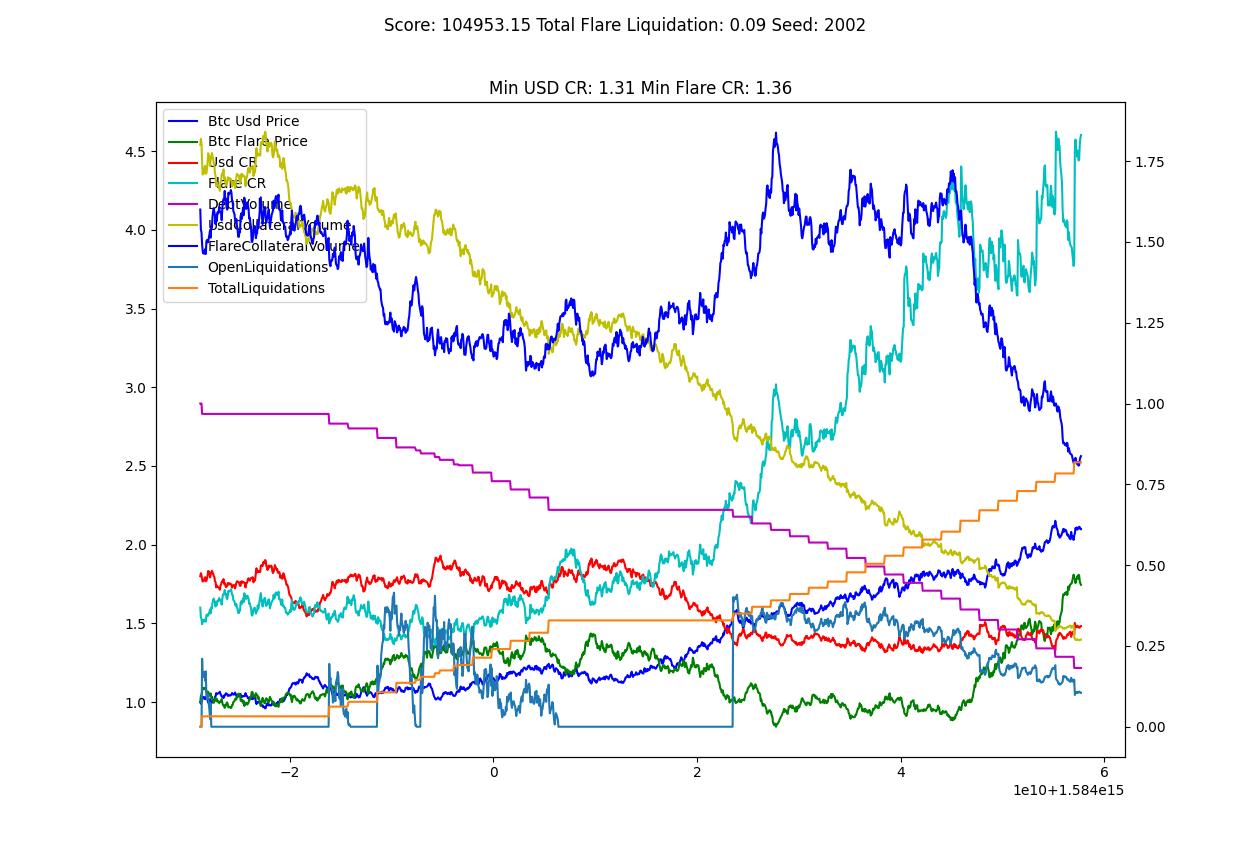 Score: 104953.15 Total Flare Liquidation: 0.09 Seed: 2002
Min USD CR: 1.31 Min Flare CR: 1.36
Btc Usd Price
Btc Flare Price
Usd CR
Flare CR
DebtVolume
UsdCollateralVolume
FlareCollateralVolume
OpenLiquidations
TotalLiquidations
4.5
4.0
3.5
3.0
2.5
2.0
1.5
1.0
1.75
1.50
1.25
1.00
0.75
0.50
0.25
0.00
−2 0 2 4 6
1e10+1.584e15